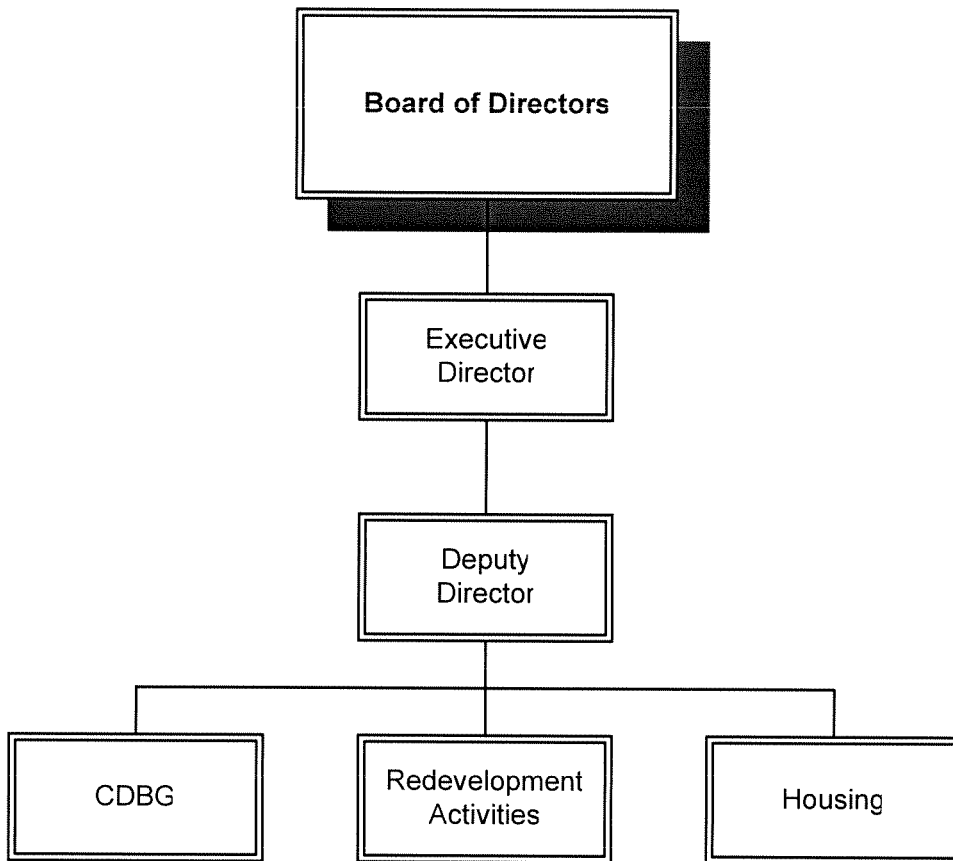 Board of Directors
Executive
Director
Deputy
Director
CDBG
Redevelopment
Activities
Housing